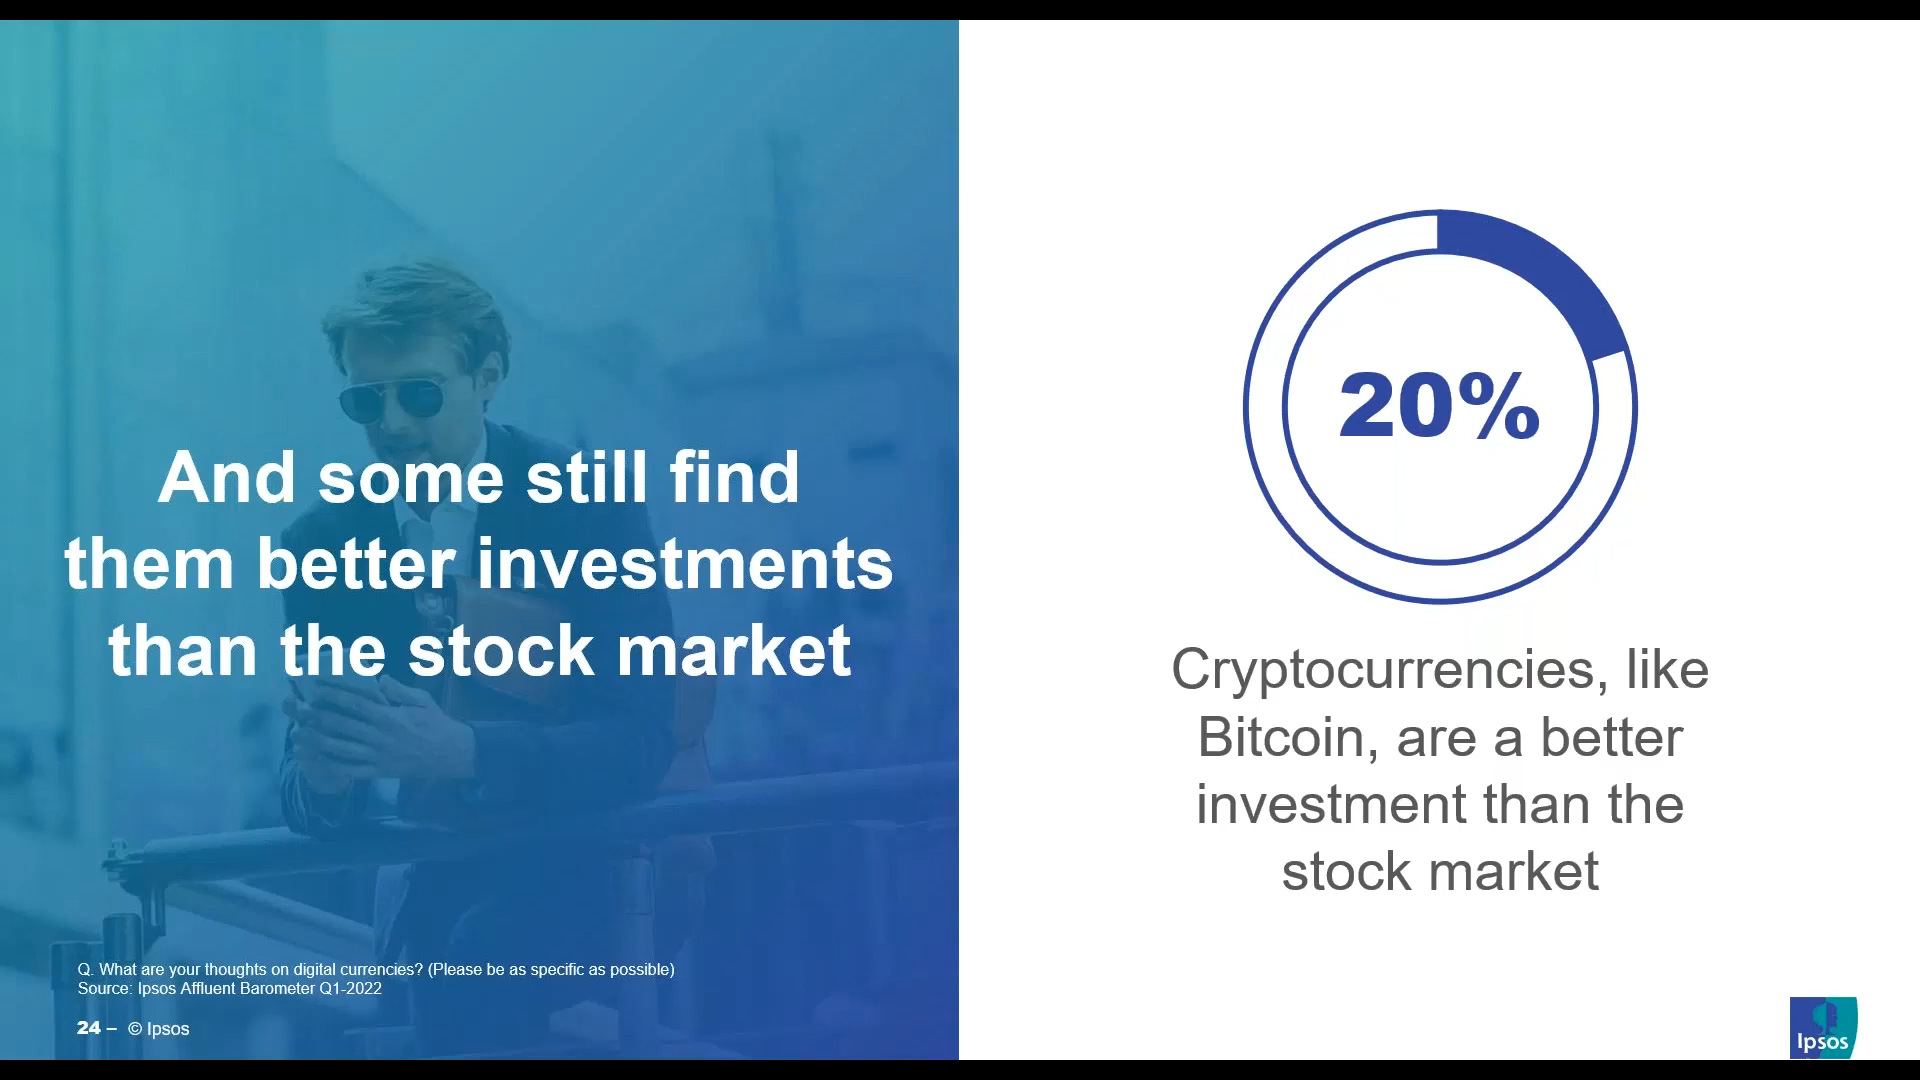 And some still find
them better investments
than the stock market
Q. What are your thoughts on digital currencies? (Please be as specific as possible)
Source: Ipsos Affluent Barometer Q1-2022
24 – © Ipsos
20%
Cryptocurrencies, like
Bitcoin, are a better
investment than the
stock market
Ipsos